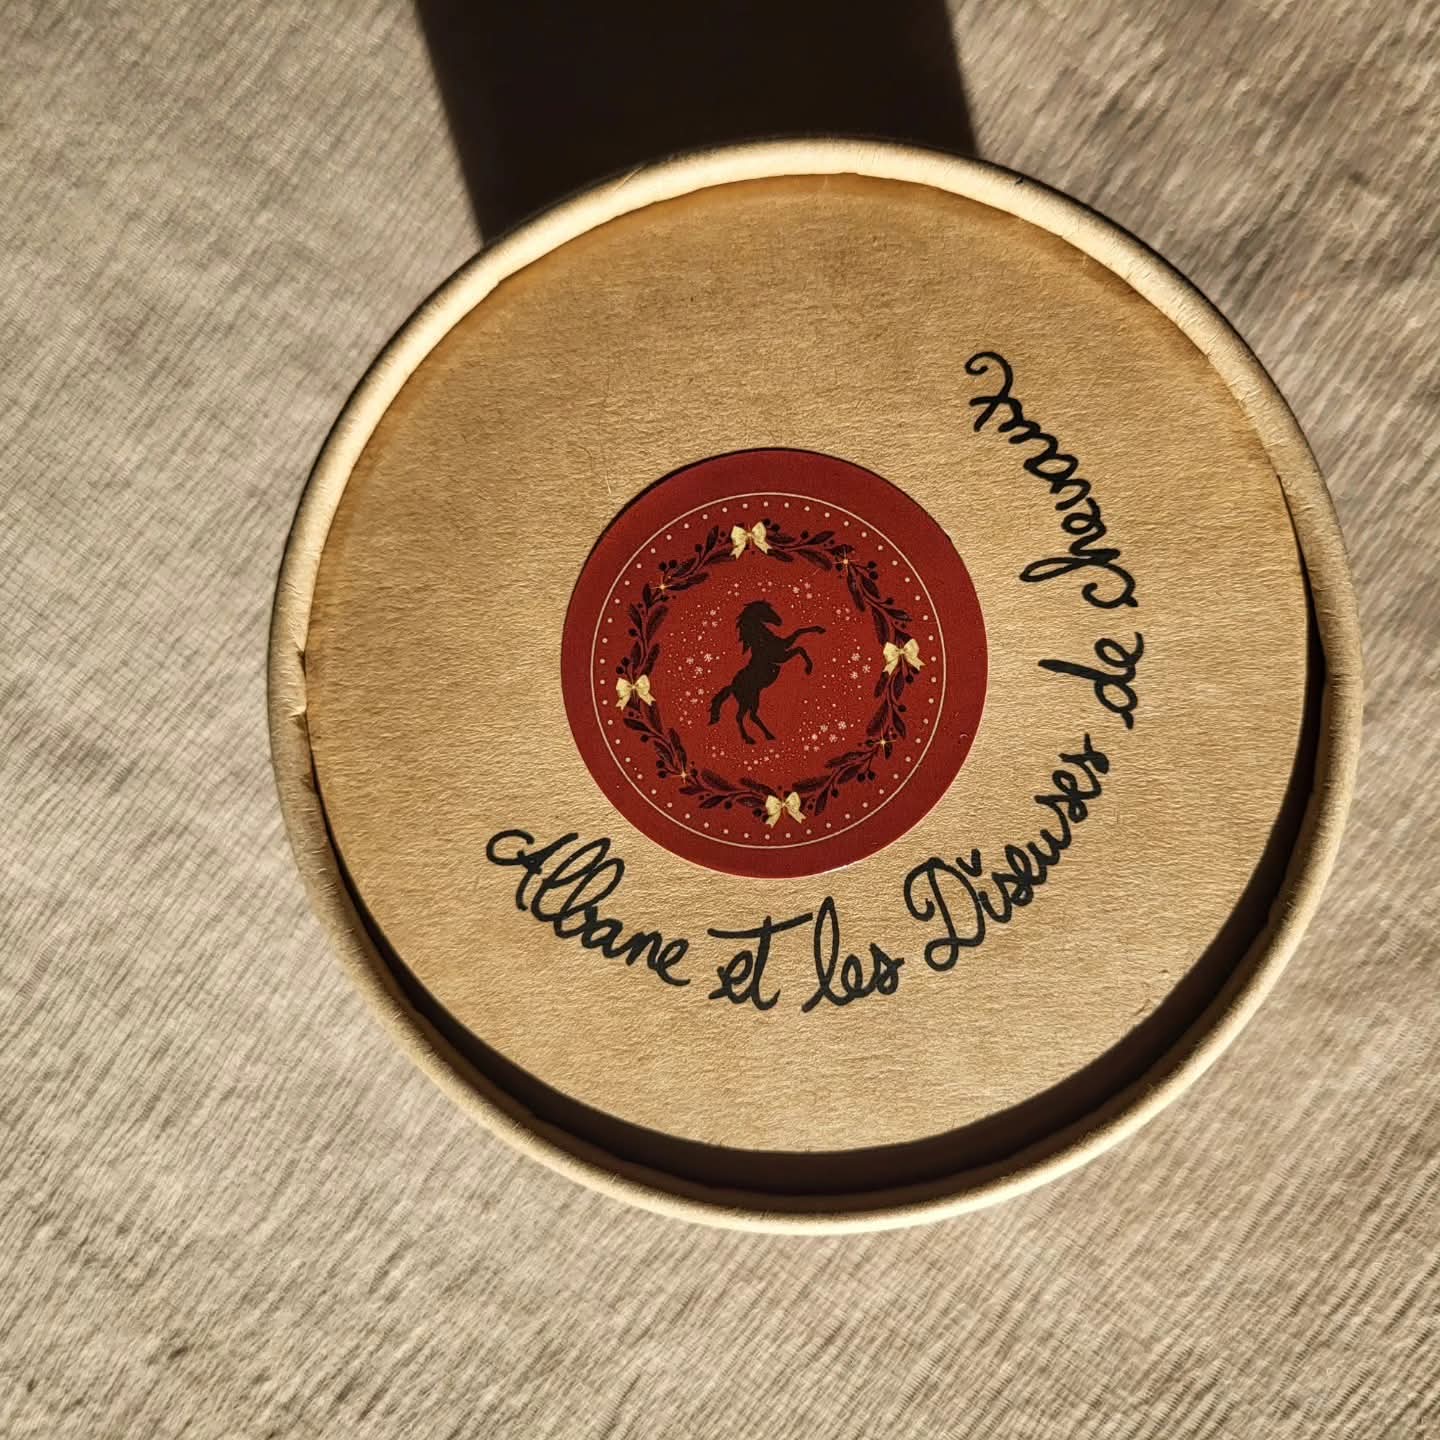 Albane et les Diseuses de chevaux